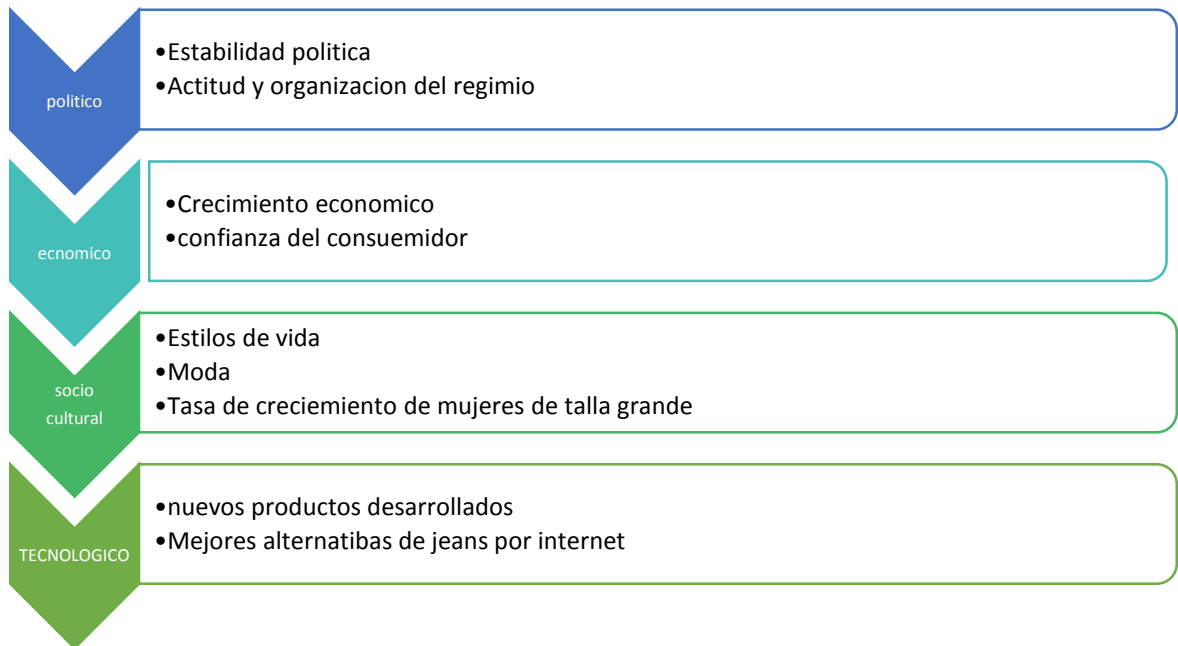 politico
•Estabilidad politica
•Actitud y organizacion del regimio
ecnomico
•Crecimiento economico
•confianza del consuemidor
socio
cultural
•Estilos de vida
•Moda
•Tasa de creciemiento de mujeres de talla grande
TECNOLOGICO
•nuevos productos desarrollados
•Mejores alternatibas de jeans por internet